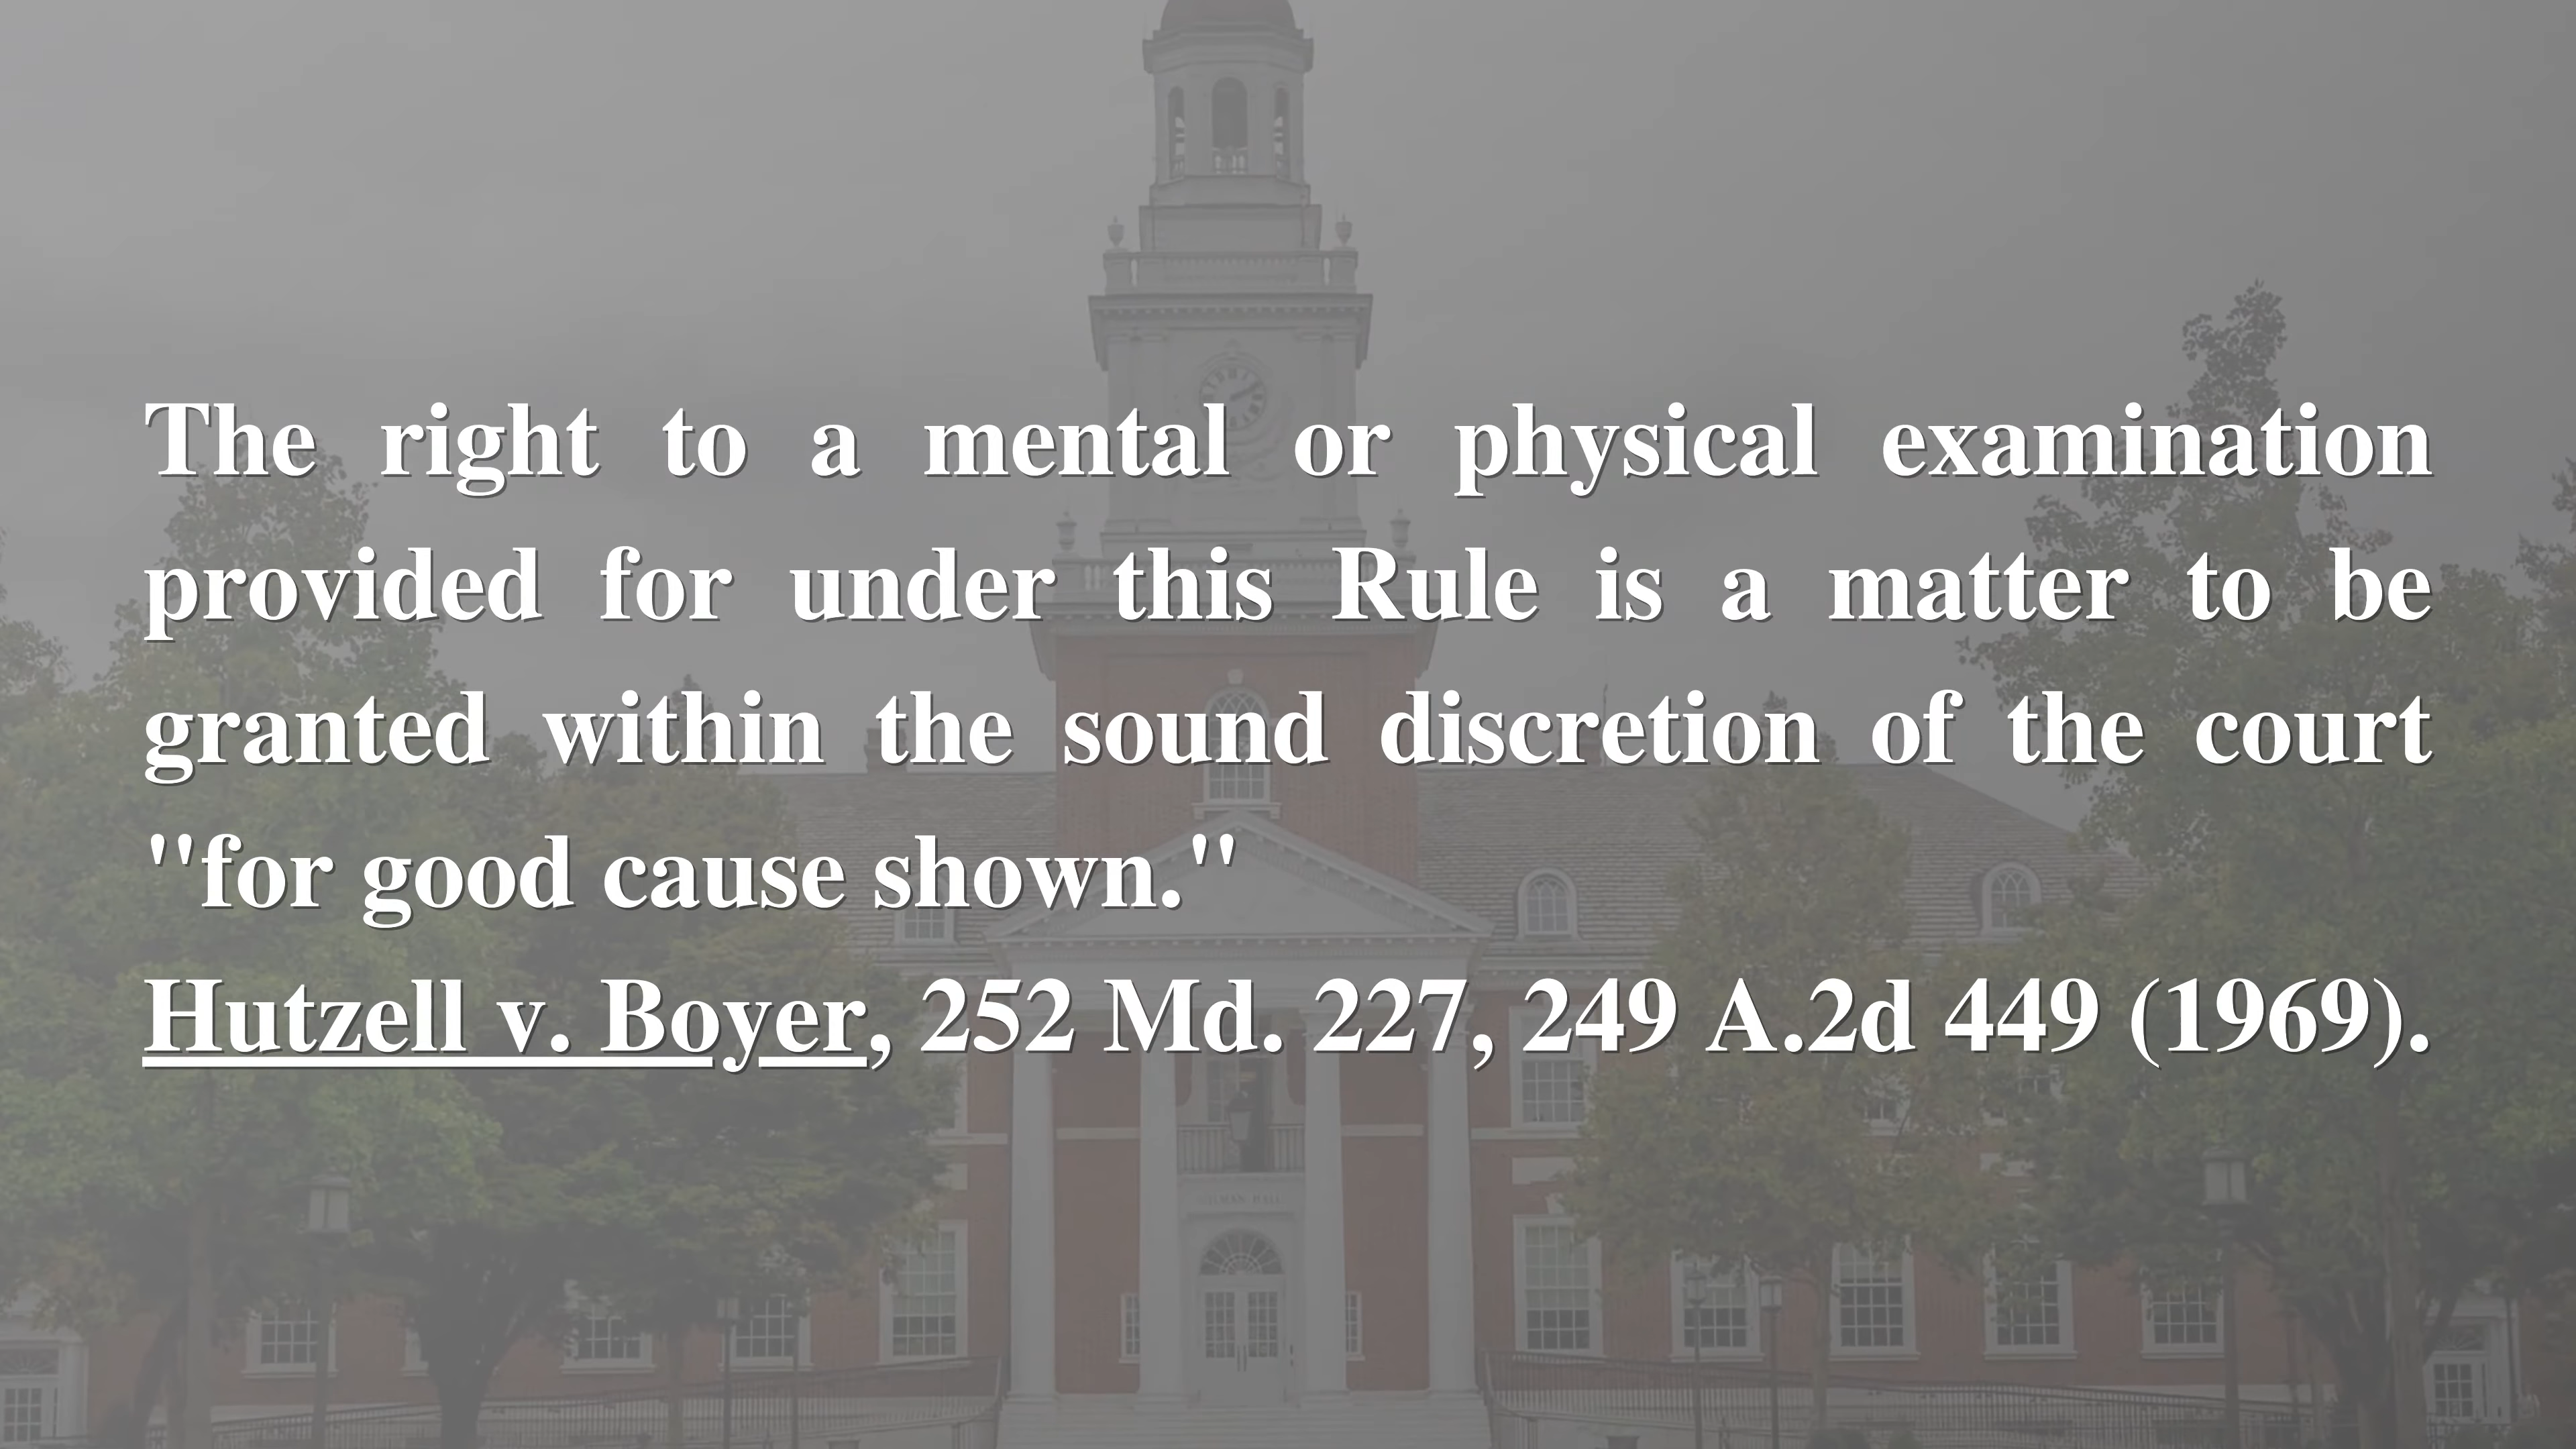 The right to a mental or physical examination
provided for under this Rule is a matter to be
granted within the sound discretion of the court
"for good cause shown."
Hutzell v. Boyer, 252 Md. 227, 249 A.2d 449 (1969).